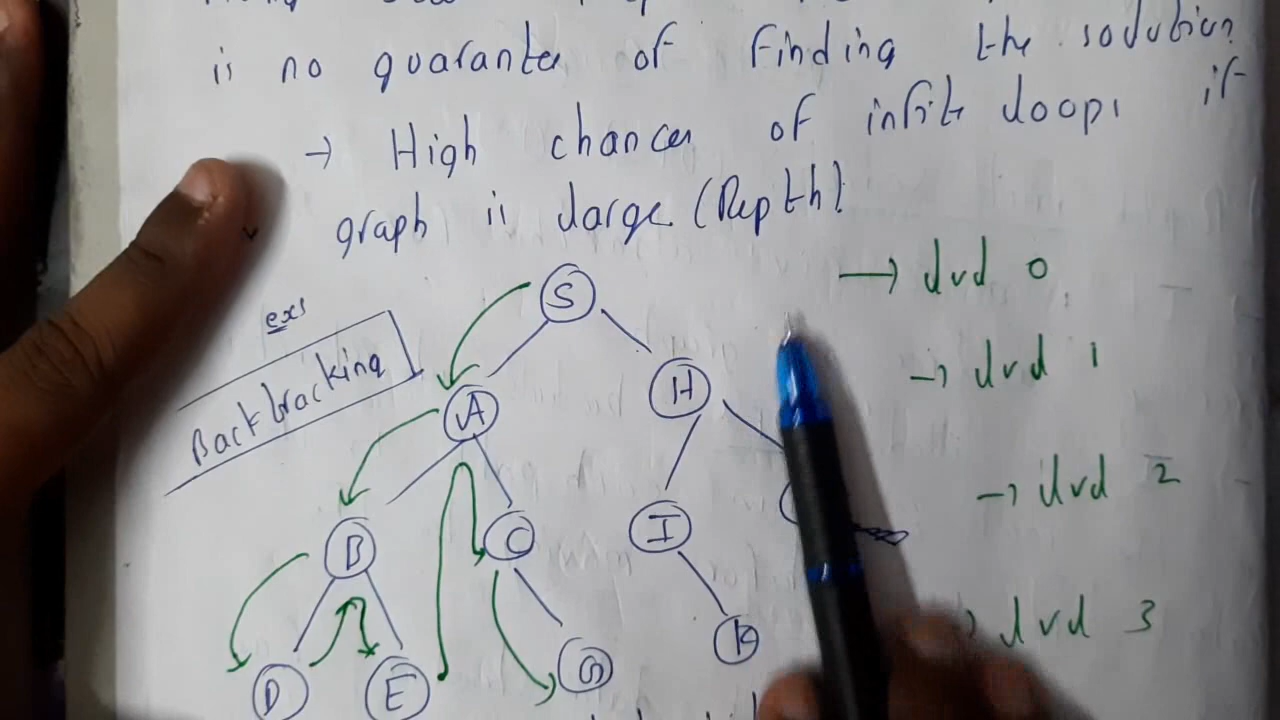 is no guarantee of finding the solution
→ High chances of infinite loops if
graph is large (Depth)
exs
Backtracking
→ lvl 0
→ lvl 1
→ lvl 2
→ lvl 3
S
A H
B C I
D E G K